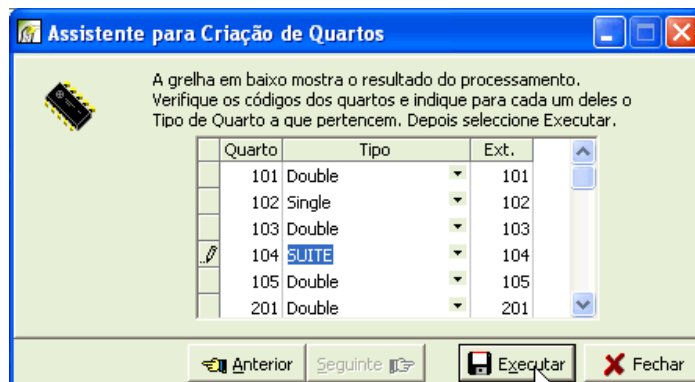 Assistente para Criação de Quartos
A grelha em baixo mostra o resultado do processamento.
Verifique os códigos dos quartos e indique para cada um deles o
Tipo de Quarto a que pertencem. Depois seleccione Executar.
Quarto Tipo Ext.
101 Double 101
102 Single 102
103 Double 103
104 SUITE 104
105 Double 105
201 Double 201
Anterior Seguinte Executar Fechar